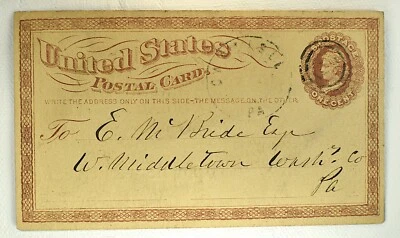 United States
POSTAL CARD
WRITE THE ADDRESS ONLY ON THIS SIDE-THE MESSAGE ON THE OTHER
PA
POSTAGE
ONE CENT
To E. McBride Esq
W. Middletown Wash. Co
Pa